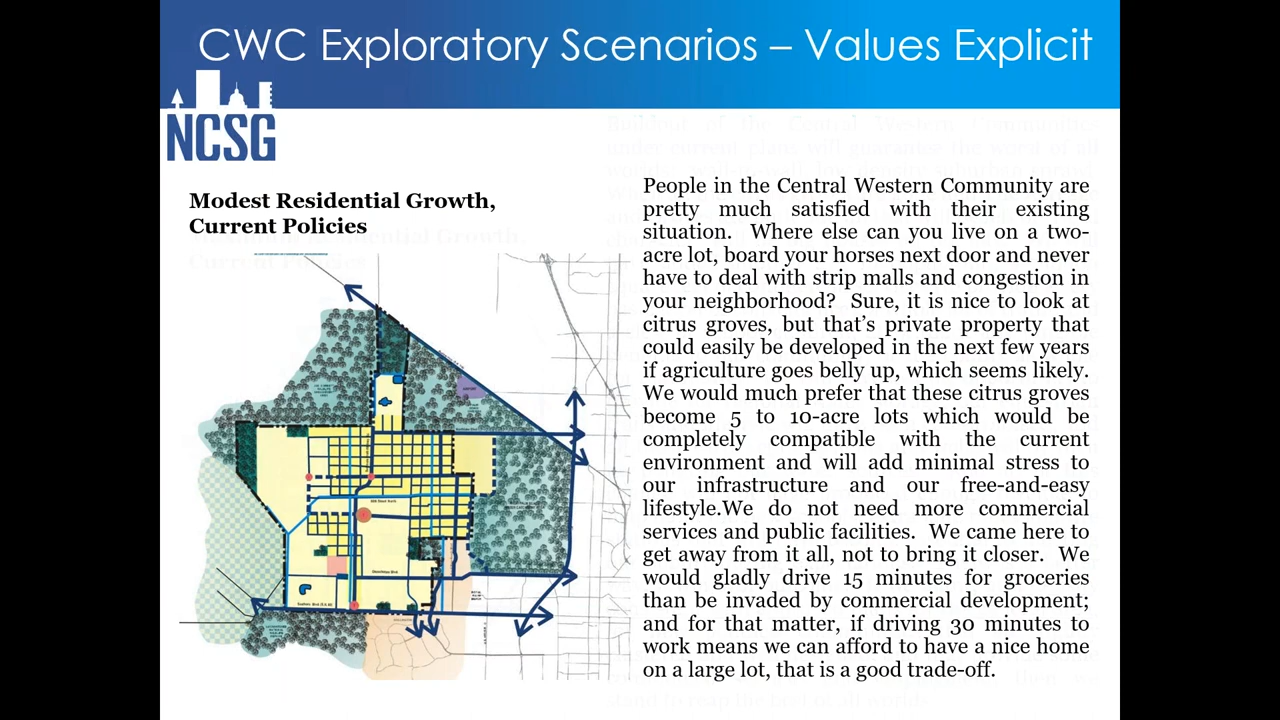 CWC Exploratory Scenarios – Values Explicit
NCSG
Modest Residential Growth,
Current Policies
People in the Central Western Community are
pretty much satisfied with their existing
situation.  Where else can you live on a two-
acre lot, board your horses next door and never
have to deal with strip malls and congestion in
your neighborhood?  Sure, it is nice to look at
citrus groves, but that’s private property that
could easily be developed in the next few years
if agriculture goes belly up, which seems likely.
We would much prefer that these citrus groves
become 5 to 10-acre lots which would be
completely compatible with the current
environment and will add minimal stress to
our infrastructure and our free-and-easy
lifestyle.We do not need more commercial
services and public facilities.  We came here to
get away from it all, not to bring it closer.  We
would gladly drive 15 minutes for groceries
than be invaded by commercial development;
and for that matter, if driving 30 minutes to
work means we can afford to have a nice home
on a large lot, that is a good trade-off.